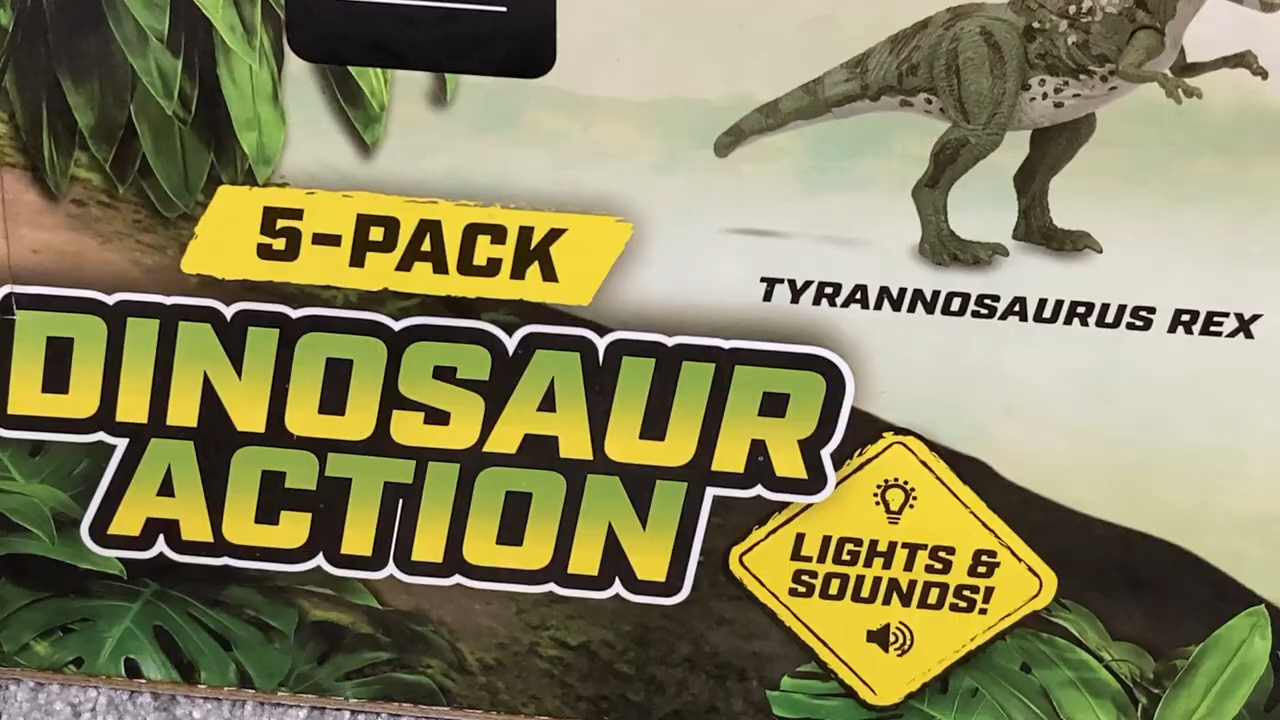 5-PACK
DINOSAUR
ACTION
TYRANNOSAURUS REX
LIGHTS &
SOUNDS!